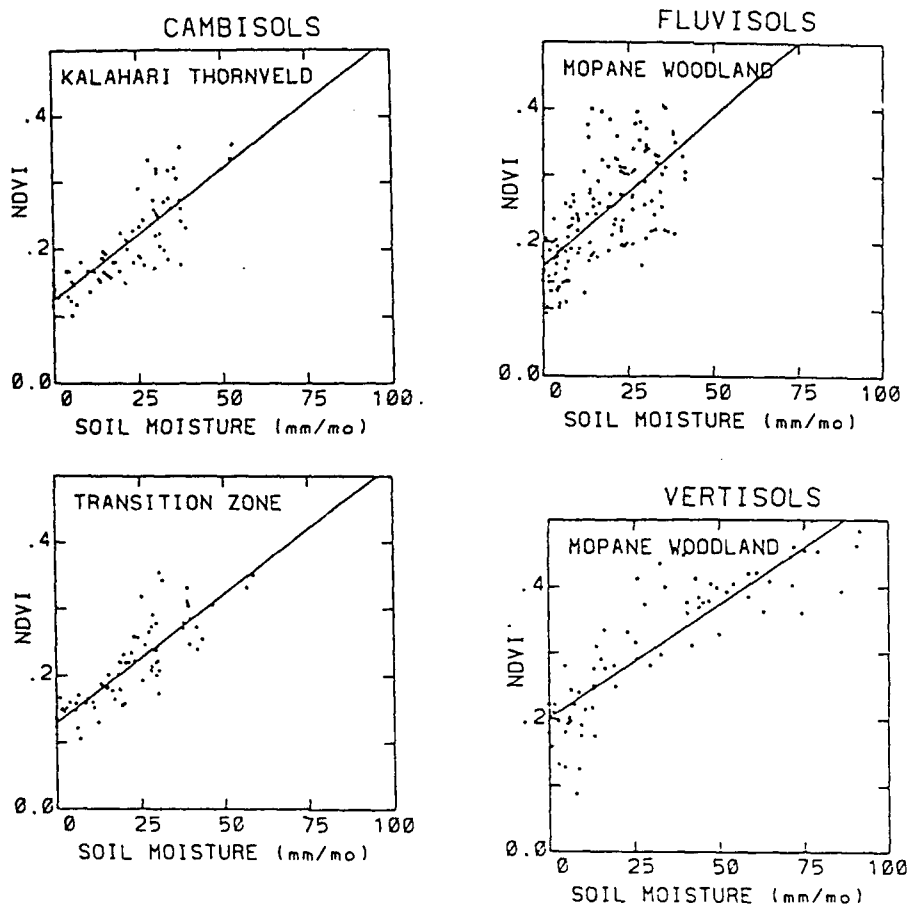 CAMBISOLS
KALAHARI THORNVELD
.4
NDVI
.2
0.0
0 25 50 75 100.
SOIL MOISTURE (mm/mo)
FLUVISOLS
MOPANE WOODLAND
.4
NDVI
.2
0.0
0 25 50 75 100
SOIL MOISTURE (mm/mo)
TRANSITION ZONE
.4
NDVI
.2
0.0
0 25 50 75 100
SOIL MOISTURE (mm/mo)
VERTISOLS
MOPANE WOODLAND
.4
NDVI
.2
0.0
0 25 50 75 100
SOIL MOISTURE (mm/mo)